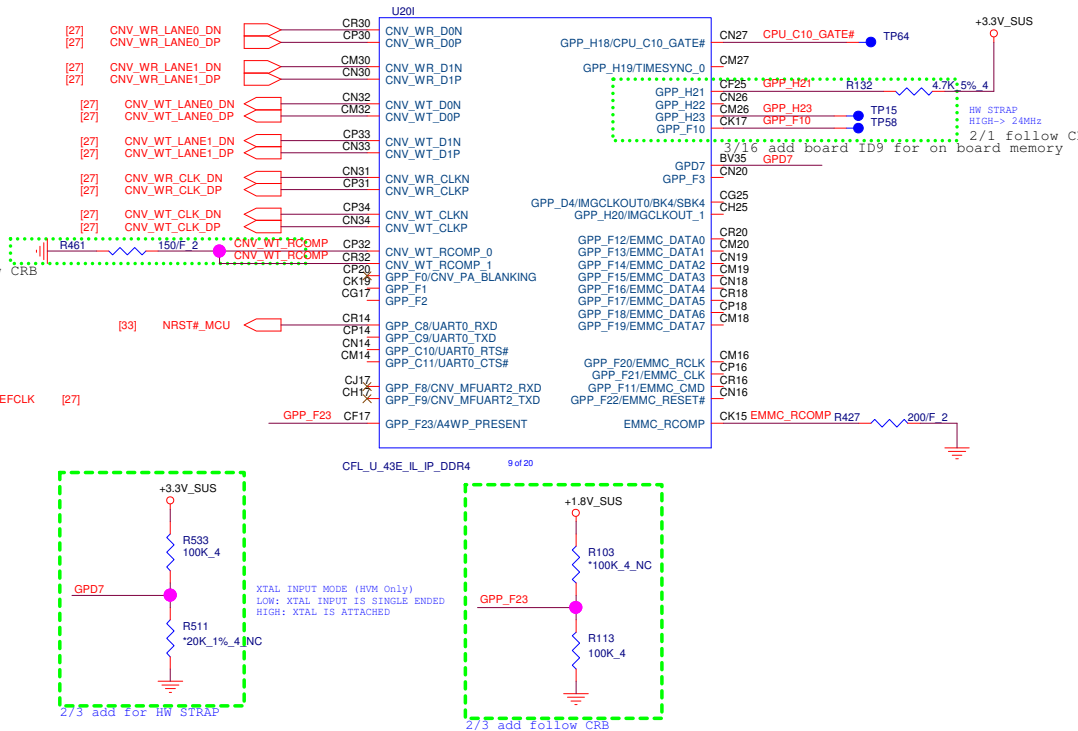 U20I
+3.3V_SUS
[27] CNV_WR_LANE0_DN CR30 CNV_WR_D0N
[27] CNV_WR_LANE0_DP CP30 CNV_WR_D0P
GPP_H18/CPU_C10_GATE# CN27 CPU_C10_GATE# TP64
[27] CNV_WR_LANE1_DN CM30 CNV_WR_D1N
[27] CNV_WR_LANE1_DP CN30 CNV_WR_D1P
GPP_H19/TIMESYNC_0 CM27
GPP_H21 CF25 GPP_H21 R132 4.7K_5%_4
[27] CNV_WT_LANE0_DN CN32 CNV_WT_D0N
[27] CNV_WT_LANE0_DP CM32 CNV_WT_D0P
GPP_H22 CN26
GPP_H23 CM26 GPP_H23 TP15
GPP_F10 CK17 GPP_F10 TP58
HW STRAP
HIGH-> 24MHz
2/1 follow C
3/16 add board ID9 for on board memory
[27] CNV_WT_LANE1_DN CP33 CNV_WT_D1N
[27] CNV_WT_LANE1_DP CN33 CNV_WT_D1P
GPD7 BV35 GPD7
GPP_F3 CN20
[27] CNV_WR_CLK_DN CN31 CNV_WR_CLKN
[27] CNV_WR_CLK_DP CP31 CNV_WR_CLKP
GPP_D4/IMGCLKOUT0/BK4/SBK4 CG25
GPP_H20/IMGCLKOUT_1 CH25
[27] CNV_WT_CLK_DN CP34 CNV_WT_CLKN
[27] CNV_WT_CLK_DP CN34 CNV_WT_CLKP
R461 150/F_2 CNV_WT_RCOMP CP32 CNV_WT_RCOMP_0
CNV_WT_RCOMP CR32 CNV_WT_RCOMP_1
CRB
CP20 GPP_F0/CNV_PA_BLANKING
CK19 GPP_F1
CG17 GPP_F2
GPP_F12/EMMC_DATA0 CR20
GPP_F13/EMMC_DATA1 CM20
GPP_F14/EMMC_DATA2 CN19
GPP_F15/EMMC_DATA3 CM19
GPP_F16/EMMC_DATA4 CN18
GPP_F17/EMMC_DATA5 CR18
GPP_F18/EMMC_DATA6 CP18
GPP_F19/EMMC_DATA7 CM18
[33] NRST#_MCU CR14 GPP_C8/UART0_RXD
CP14 GPP_C9/UART0_TXD
CN14 GPP_C10/UART0_RTS#
CM14 GPP_C11/UART0_CTS#
GPP_F20/EMMC_RCLK CM16
GPP_F21/EMMC_CLK CP16
GPP_F11/EMMC_CMD CR16
GPP_F22/EMMC_RESET# CN16
CJ17 GPP_F8/CNV_MFUART2_RXD
CH17 GPP_F9/CNV_MFUART2_TXD
EFCLK [27]
GPP_F23 CF17 GPP_F23/A4WP_PRESENT
EMMC_RCOMP CK15 EMMC_RCOMP R427 200/F_2
CFL_U_43E_IL_IP_DDR4 9 of 20
+3.3V_SUS
R533
100K_4
GPD7
R511
*20K_1%_4_NC
XTAL INPUT MODE (HVM Only)
LOW: XTAL INPUT IS SINGLE ENDED
HIGH: XTAL IS ATTACHED
2/3 add for HW STRAP
+1.8V_SUS
R103
*100K_4_NC
GPP_F23
R113
100K_4
2/3 add follow CRB